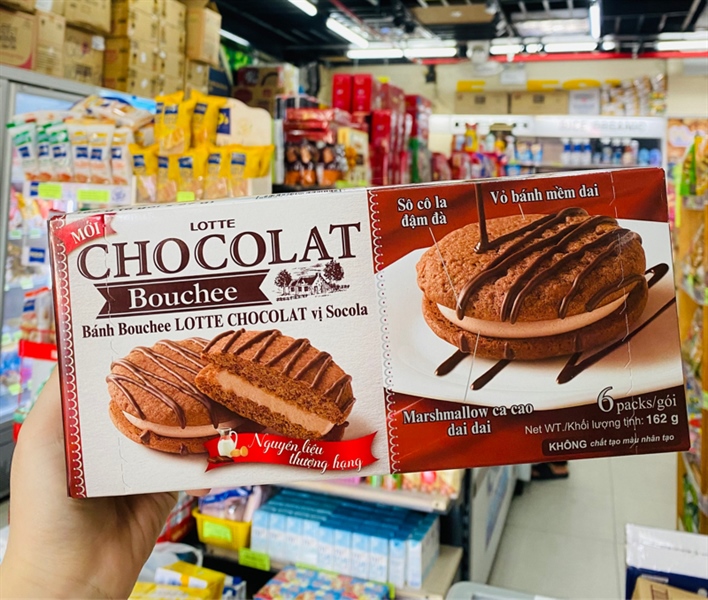 MỚI
LOTTE
CHOCOLAT
Bouchee
Bánh Bouchee LOTTE CHOCOLAT vị Socola
Nguyên liệu
thượng hạng
Sô cô la
đậm đà
Vỏ bánh mềm dai
Marshmallow ca cao
dai dai
6 packs/gói
Net WT./Khối lượng tịnh: 162 g
KHÔNG chất tạo màu nhân tạo